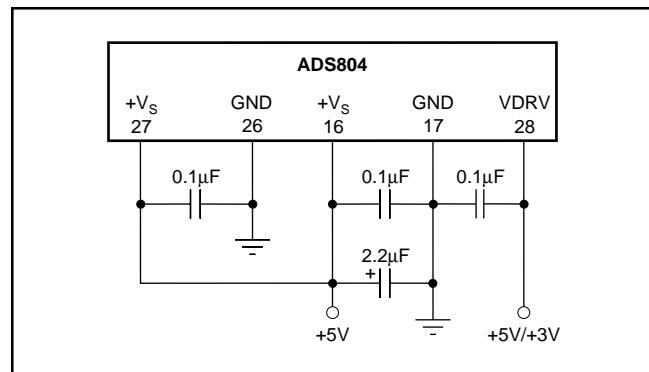 ADS804
+VS GND +VS GND VDRV
27 26 16 17 28
0.1µF 0.1µF 0.1µF
2.2µF
+
+5V +5V/+3V